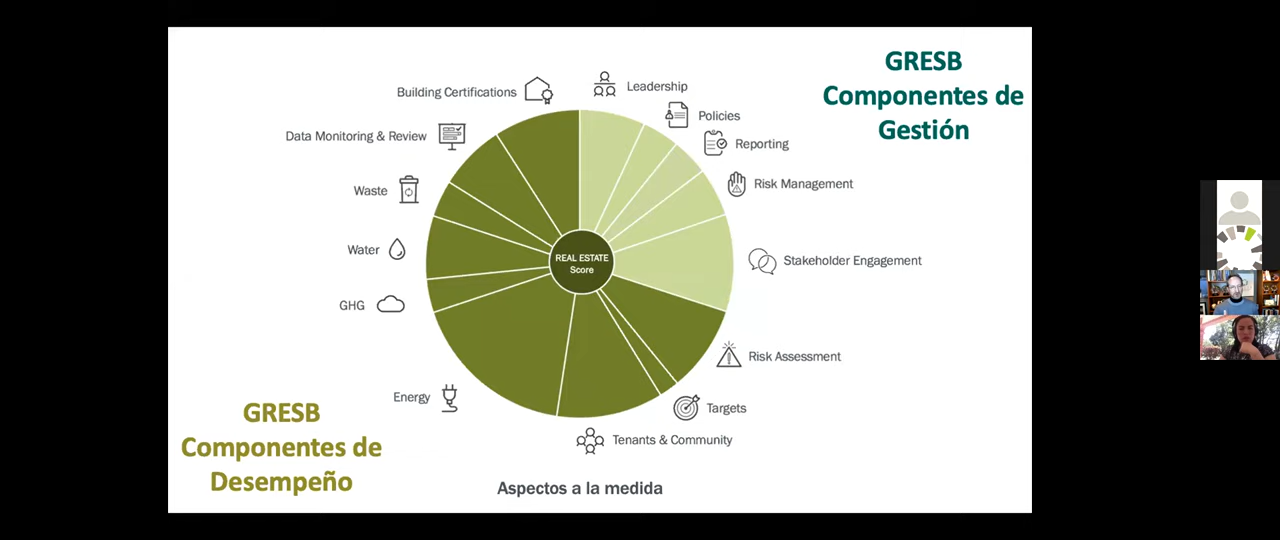 GRESB
Componentes de
Gestión
Leadership
Policies
Reporting
Risk Management
Stakeholder Engagement
Risk Assessment
Targets
Tenants & Community
Energy
GHG
Water
Waste
Data Monitoring & Review
Building Certifications
REAL ESTATE
Score
GRESB
Componentes de
Desempeño
Aspectos a la medida